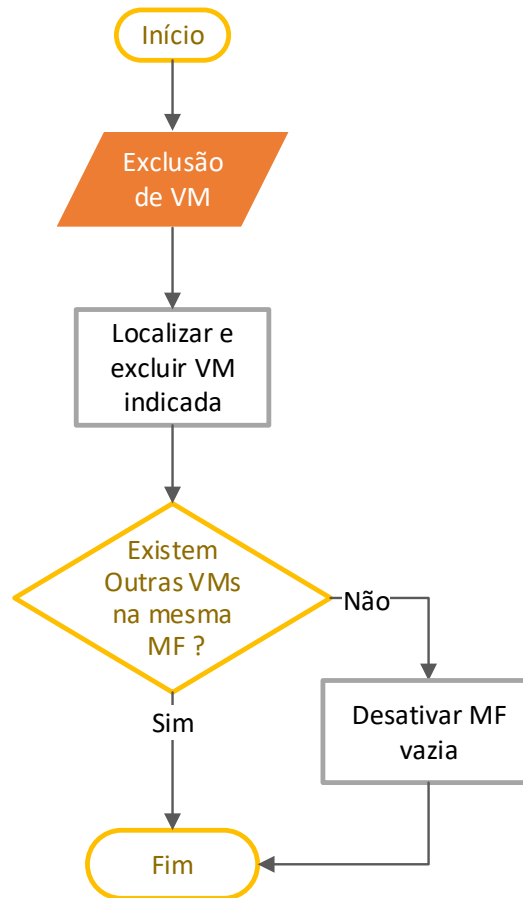 Início
Exclusão
de VM
Localizar e
excluir VM
indicada
Existem
Outras VMs
na mesma
MF ?
Não
Sim
Desativar MF
vazia
Fim